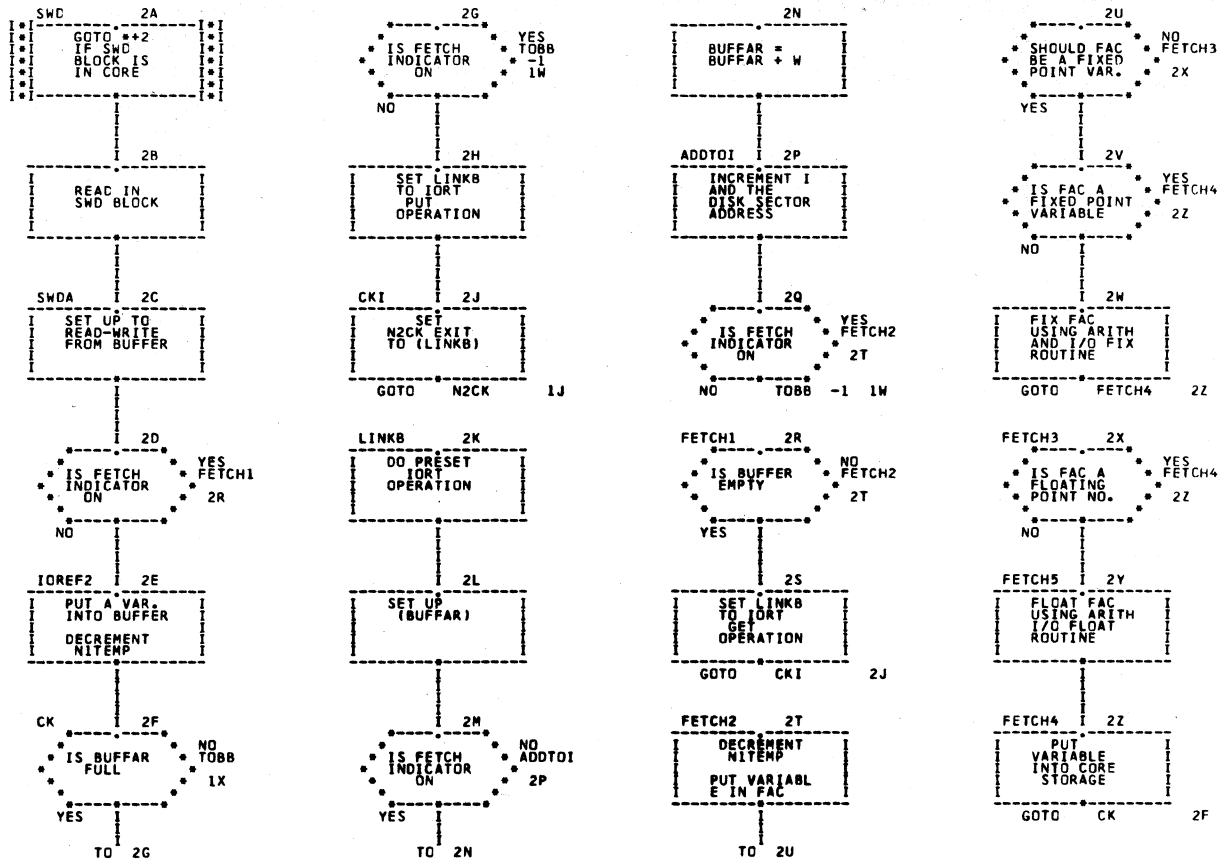 SWD 2A
GOTO *+2
IF SWD
BLOCK IS
IN CORE
2B
READ IN
SWD BLOCK
SWDA 2C
SET UP TO
READ-WRITE
FROM BUFFER
2D
IS FETCH
INDICATOR
ON
YES
FETCH1
2R
NO
IOREF2 2E
PUT A VAR.
INTO BUFFER
DECREMENT
NITEMP
CK 2F
IS BUFFAR
FULL
NO
TOBB
1X
YES
TO 2G
2G
IS FETCH
INDICATOR
ON
YES
TOBB
-1
1W
NO
2H
SET LINKB
TO IORT
PUT
OPERATION
CKI 2J
SET
N2CK EXIT
TO (LINKB)
GOTO N2CK 1J
LINKB 2K
DO PRESET
IORT
OPERATION
2L
SET UP
(BUFFAR)
2M
IS FETCH
INDICATOR
ON
NO
ADDTOI
2P
YES
TO 2N
2N
BUFFAR =
BUFFAR + W
ADDTOI 2P
INCREMENT I
AND THE
DISK SECTOR
ADDRESS
2Q
IS FETCH
INDICATOR
ON
YES
FETCH2
2T
NO TOBB -1 1W
FETCH1 2R
IS BUFFER
EMPTY
NO
FETCH2
2T
YES
2S
SET LINKB
TO IORT
GET
OPERATION
GOTO CKI 2J
FETCH2 2T
DECREMENT
NITEMP
PUT VARIABL
E IN FAC
TO 2U
2U
SHOULD FAC
BE A FIXED
POINT VAR.
NO
FETCH3
2X
YES
2V
IS FAC A
FIXED POINT
VARIABLE
YES
FETCH4
2Z
NO
2W
FIX FAC
USING ARITH
AND I/O FIX
ROUTINE
GOTO FETCH4 2Z
FETCH3 2X
IS FAC A
FLOATING
POINT NO.
YES
FETCH4
2Z
NO
FETCH5 2Y
FLOAT FAC
USING ARITH
I/O FLOAT
ROUTINE
FETCH4 2Z
PUT
VARIABLE
INTO CORE
STORAGE
GOTO CK 2F